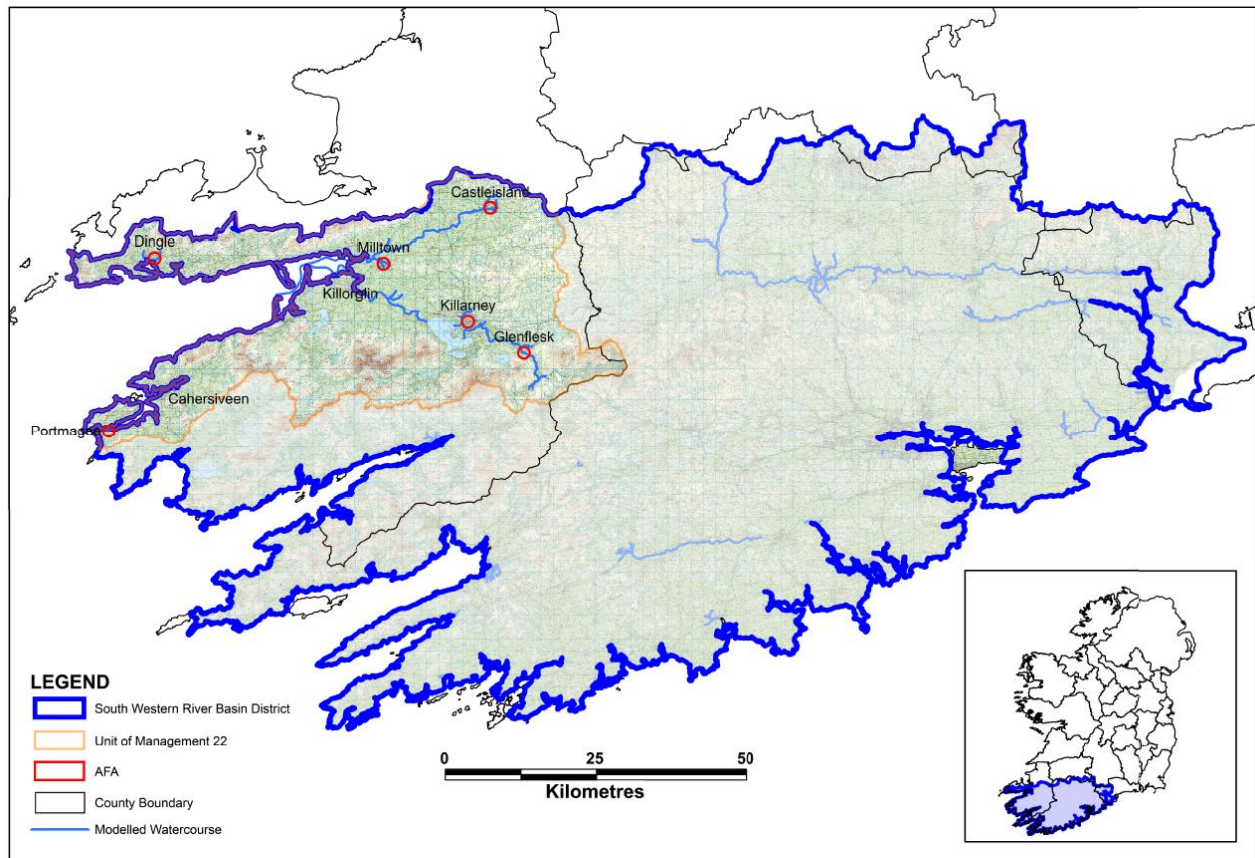 Castleisland
Dingle
Milltown
Killorglin
Killarney
Glenflesk
Cahersiveen
Portmagee
LEGEND
South Western River Basin District
Unit of Management 22
AFA
County Boundary
Modelled Watercourse
0 25 50
Kilometres